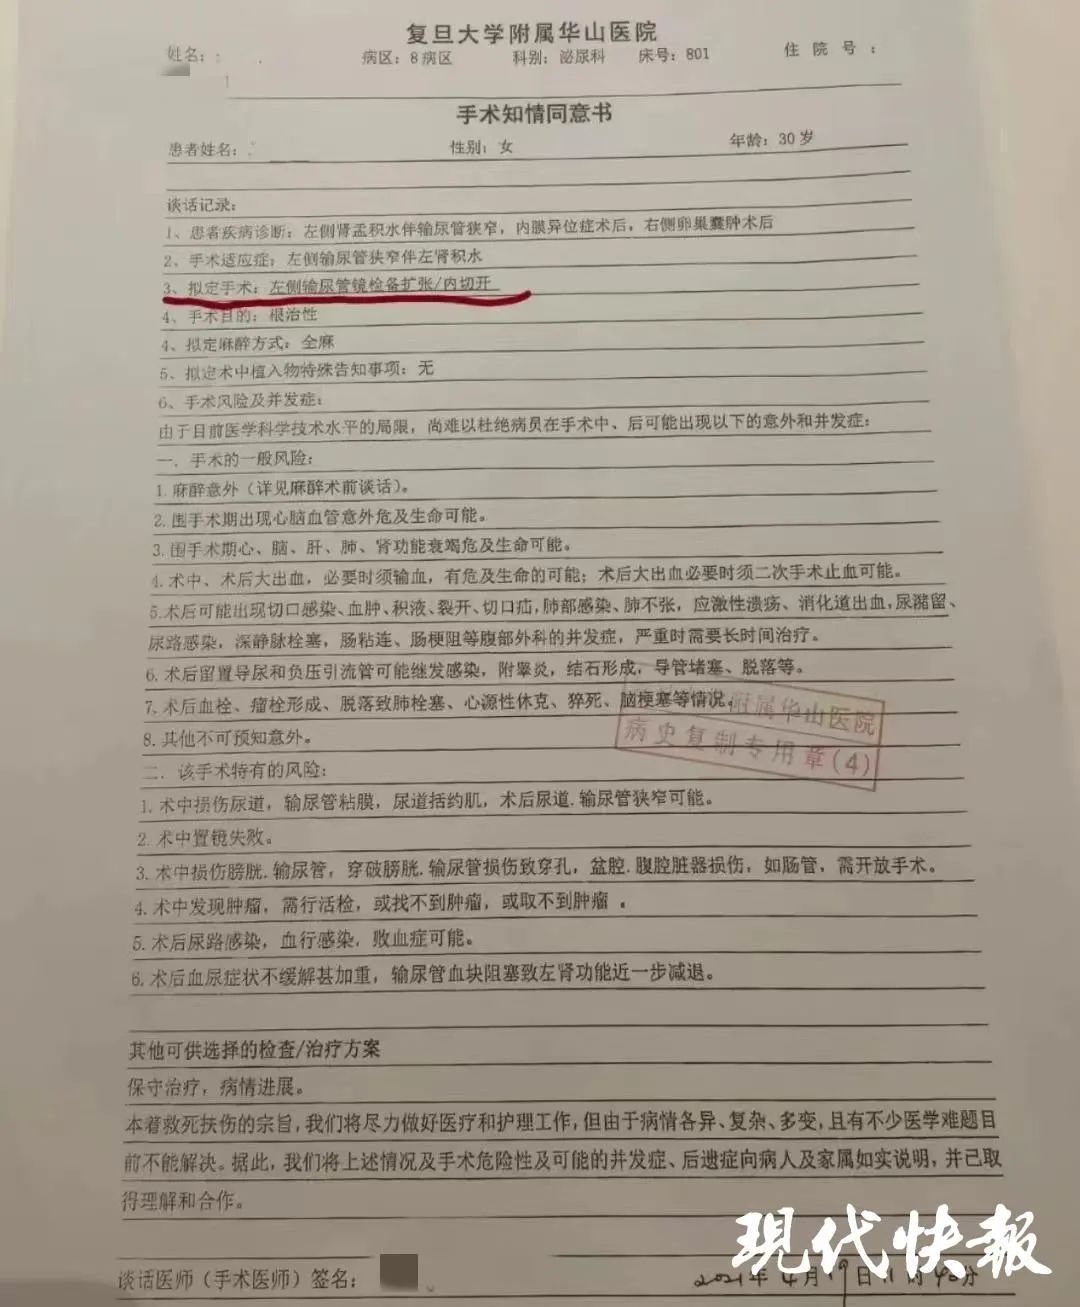 复旦大学附属华山医院
姓名：
病区：8病区 科别：泌尿科 床号：801 住院号：
手术知情同意书
患者姓名： 性别：女 年龄：30岁
谈话记录：
1、患者疾病诊断：左侧肾盂积水伴输尿管狭窄，内膜异位症术后，右侧卵巢囊肿术后
2、手术适应症：左侧输尿管狭窄伴左肾积水
3、拟定手术：左侧输尿管镜检备扩张/内切开
4、手术目的：根治性
4、拟定麻醉方式：全麻
5、拟定术中植入物特殊告知事项：无
6、手术风险及并发症：
由于目前医学科学技术水平的局限，尚难以杜绝病员在手术中、后可能出现以下的意外和并发症：
一．手术的一般风险：
1.麻醉意外（详见麻醉术前谈话）。
2.围手术期出现心脑血管意外危及生命可能。
3.围手术期心、脑、肝、肺、肾功能衰竭危及生命可能。
4.术中、术后大出血，必要时须输血，有危及生命的可能；术后大出血必要时须二次手术止血可能。
5.术后可能出现切口感染、血肿、积液、裂开、切口疝，肺部感染、肺不张，应激性溃疡、消化道出血，尿潴留、
尿路感染，深静脉栓塞，肠粘连、肠梗阻等腹部外科的并发症，严重时需要长时间治疗。
6.术后留置导尿和负压引流管可能继发感染，附睾炎，结石形成，导管堵塞、脱落等。
7.术后血栓、瘤栓形成、脱落致肺栓塞、心源性休克、猝死、脑梗塞等情况。
附属华山医院
病史复制专用章(4)
8.其他不可预知意外。
二．该手术特有的风险：
1.术中损伤尿道，输尿管粘膜，尿道括约肌，术后尿道.输尿管狭窄可能。
2.术中置镜失败。
3.术中损伤膀胱.输尿管，穿破膀胱.输尿管损伤致穿孔，盆腔.腹腔脏器损伤，如肠管，需开放手术。
4.术中发现肿瘤，需行活检，或找不到肿瘤，或取不到肿瘤 。
5.术后尿路感染，血行感染，败血症可能。
6.术后血尿症状不缓解甚加重，输尿管血块阻塞致左肾功能近一步减退。
其他可供选择的检查/治疗方案
保守治疗，病情进展。
本着救死扶伤的宗旨，我们将尽力做好医疗和护理工作，但由于病情各异、复杂、多变，且有不少医学难题目
前不能解决。据此，我们将上述情况及手术危险性及可能的并发症、后遗症向病人及家属如实说明，并已取
得理解和合作。
現代快報
谈话医师（手术医师）签名： 2021年4月19日11时40分